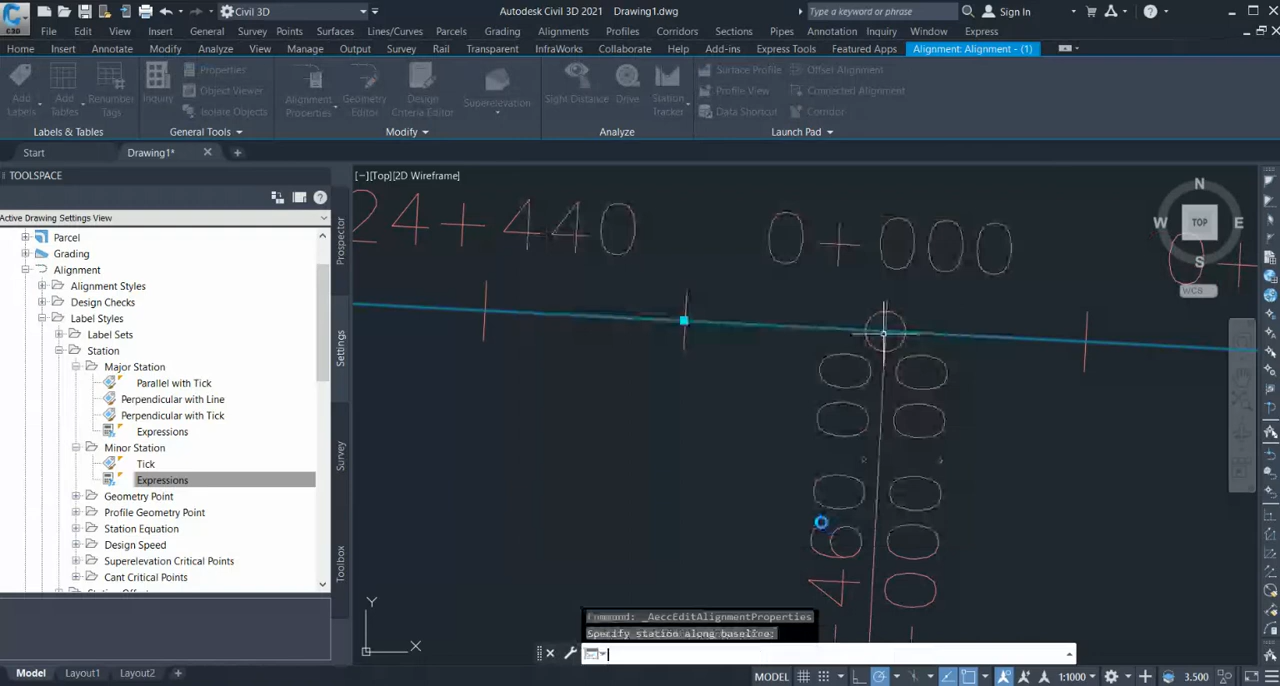 C3D
Civil 3D
Autodesk Civil 3D 2021 Drawing1.dwg
Type a keyword or phrase
Sign In
File Edit View Insert General Survey Points Surfaces Lines/Curves Parcels Grading Alignments Profiles Corridors Sections Pipes Annotation Inquiry Window Express
Home Insert Annotate Modify Analyze View Manage Output Survey Rail Transparent InfraWorks Collaborate Help Add-ins Express Tools Featured Apps Alignment: Alignment - (1)
Add Labels
Add Tables
Renumber Tags
Inquiry
Properties
Object Viewer
Isolate Objects
Alignment Properties
Geometry Editor
Design Criteria Editor
Superelevation
Sight Distance
Drive
Station Tracker
Surface Profile
Profile View
Data Shortcut
Offset Alignment
Connected Alignment
Corridor
Labels & Tables General Tools Modify Analyze Launch Pad
Start Drawing1*
TOOLSPACE
Active Drawing Settings View
Parcel
Grading
Alignment
Alignment Styles
Design Checks
Label Styles
Label Sets
Station
Major Station
Parallel with Tick
Perpendicular with Line
Perpendicular with Tick
Expressions
Minor Station
Tick
Expressions
Geometry Point
Profile Geometry Point
Station Equation
Design Speed
Superelevation Critical Points
Cant Critical Points
Prospector
Settings
Survey
Toolbox
[−][Top][2D Wireframe]
24+440
0+000
0+
N
W TOP E
S
WCS
Y
X
Command: _AeccEditAlignmentProperties
Specify station along baseline:
Model Layout1 Layout2
MODEL
1:1000
3.500